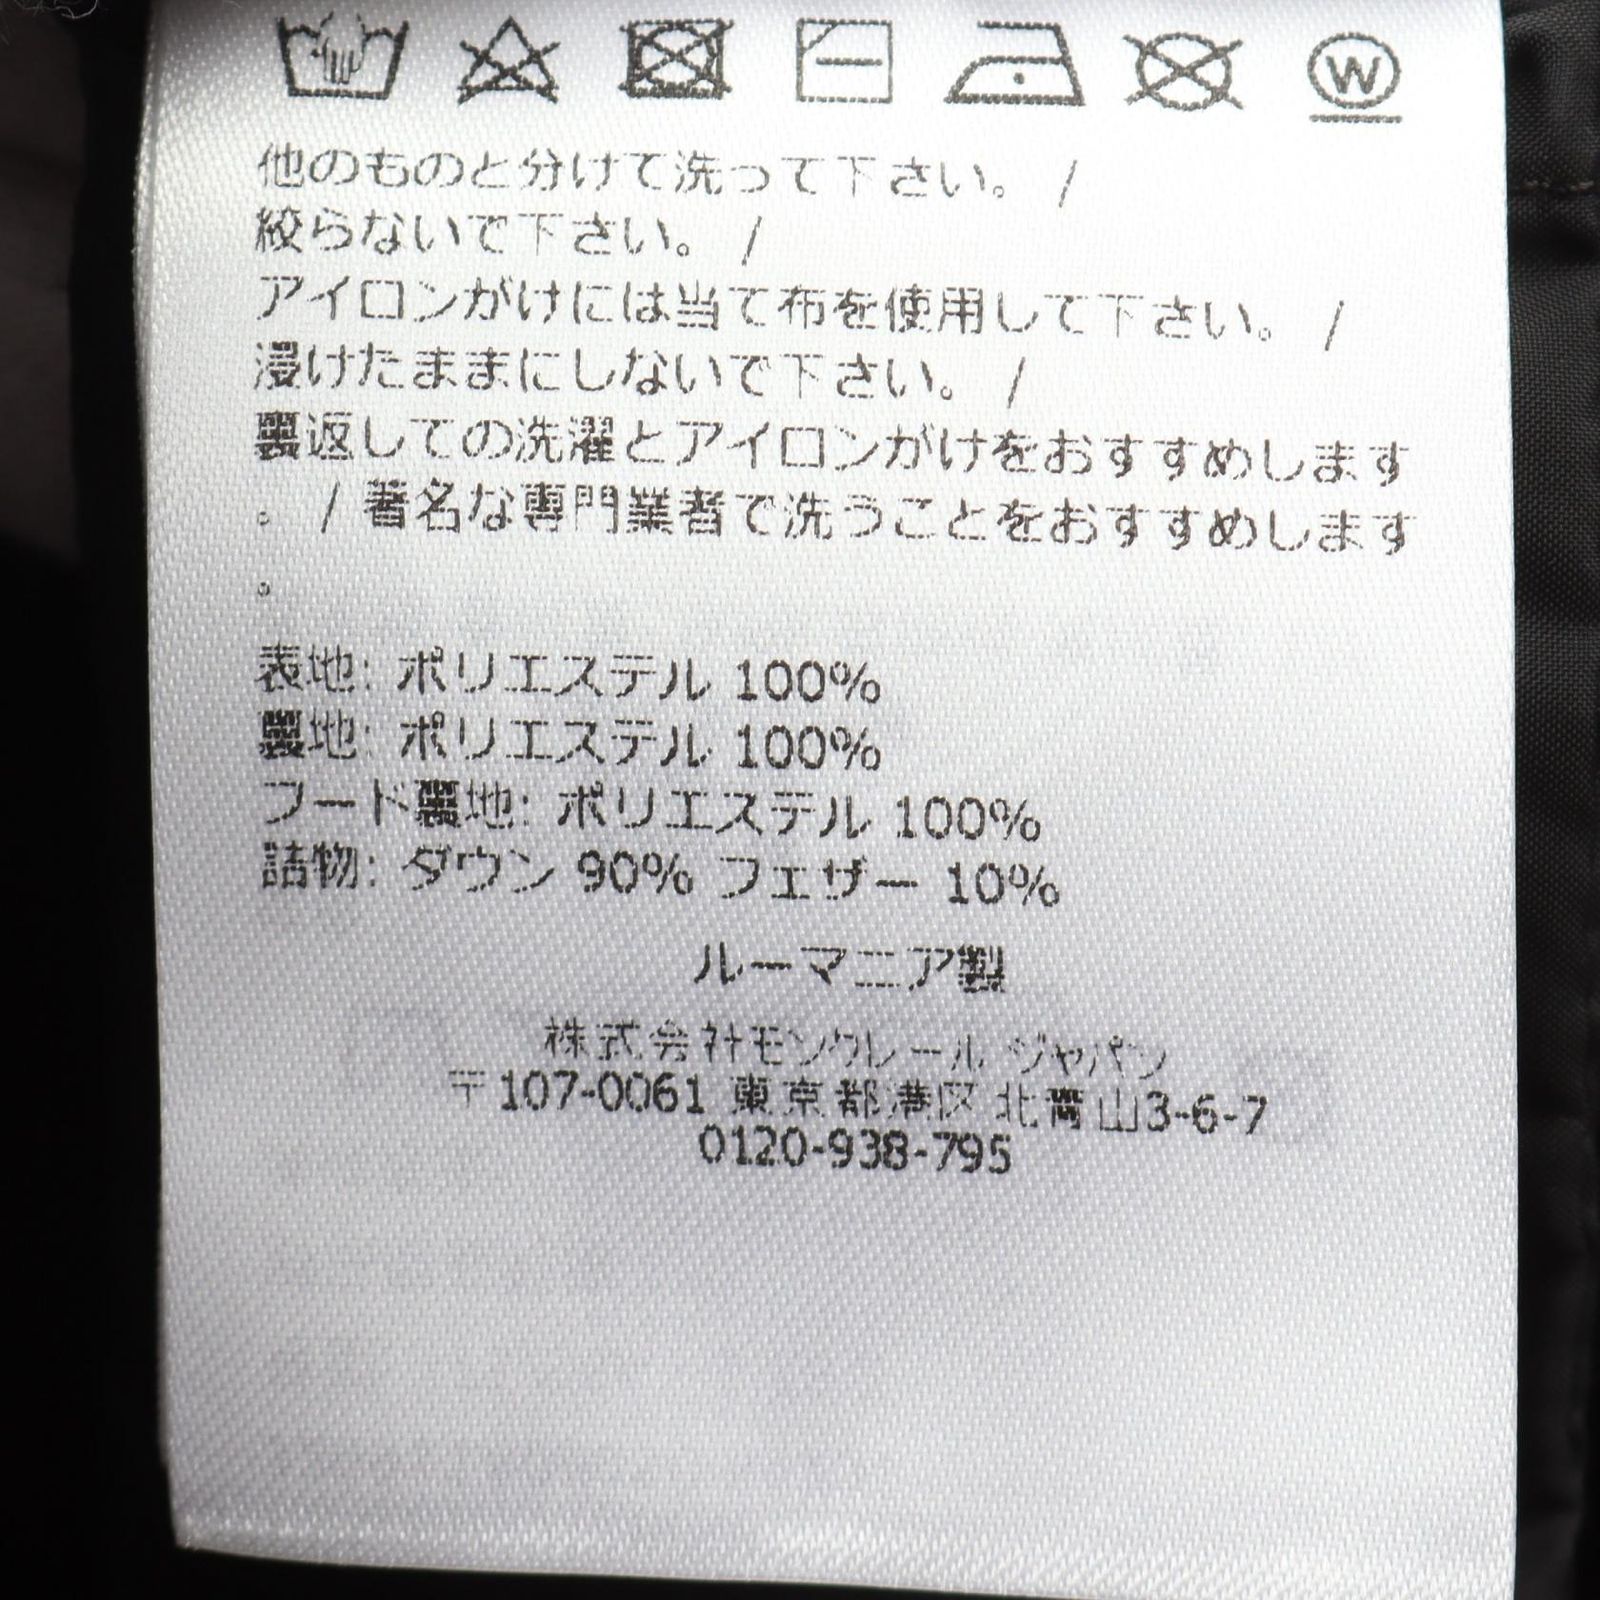 W
他のものと分けて洗って下さい。 /
絞らないで下さい。 /
アイロンがけには当て布を使用して下さい。 /
浸けたままにしないで下さい。 /
裏返しての洗濯とアイロンがけをおすすめします
。 / 著名な専門業者で洗うことをおすすめします
。
表地: ポリエステル 100%
裏地: ポリエステル 100%
フード裏地: ポリエステル 100%
詰物: ダウン 90% フェザー 10%
ルーマニア製
株式会社モンクレール ジャパン
〒107-0061 東京都港区 北青山3-6-7
0120-938-795